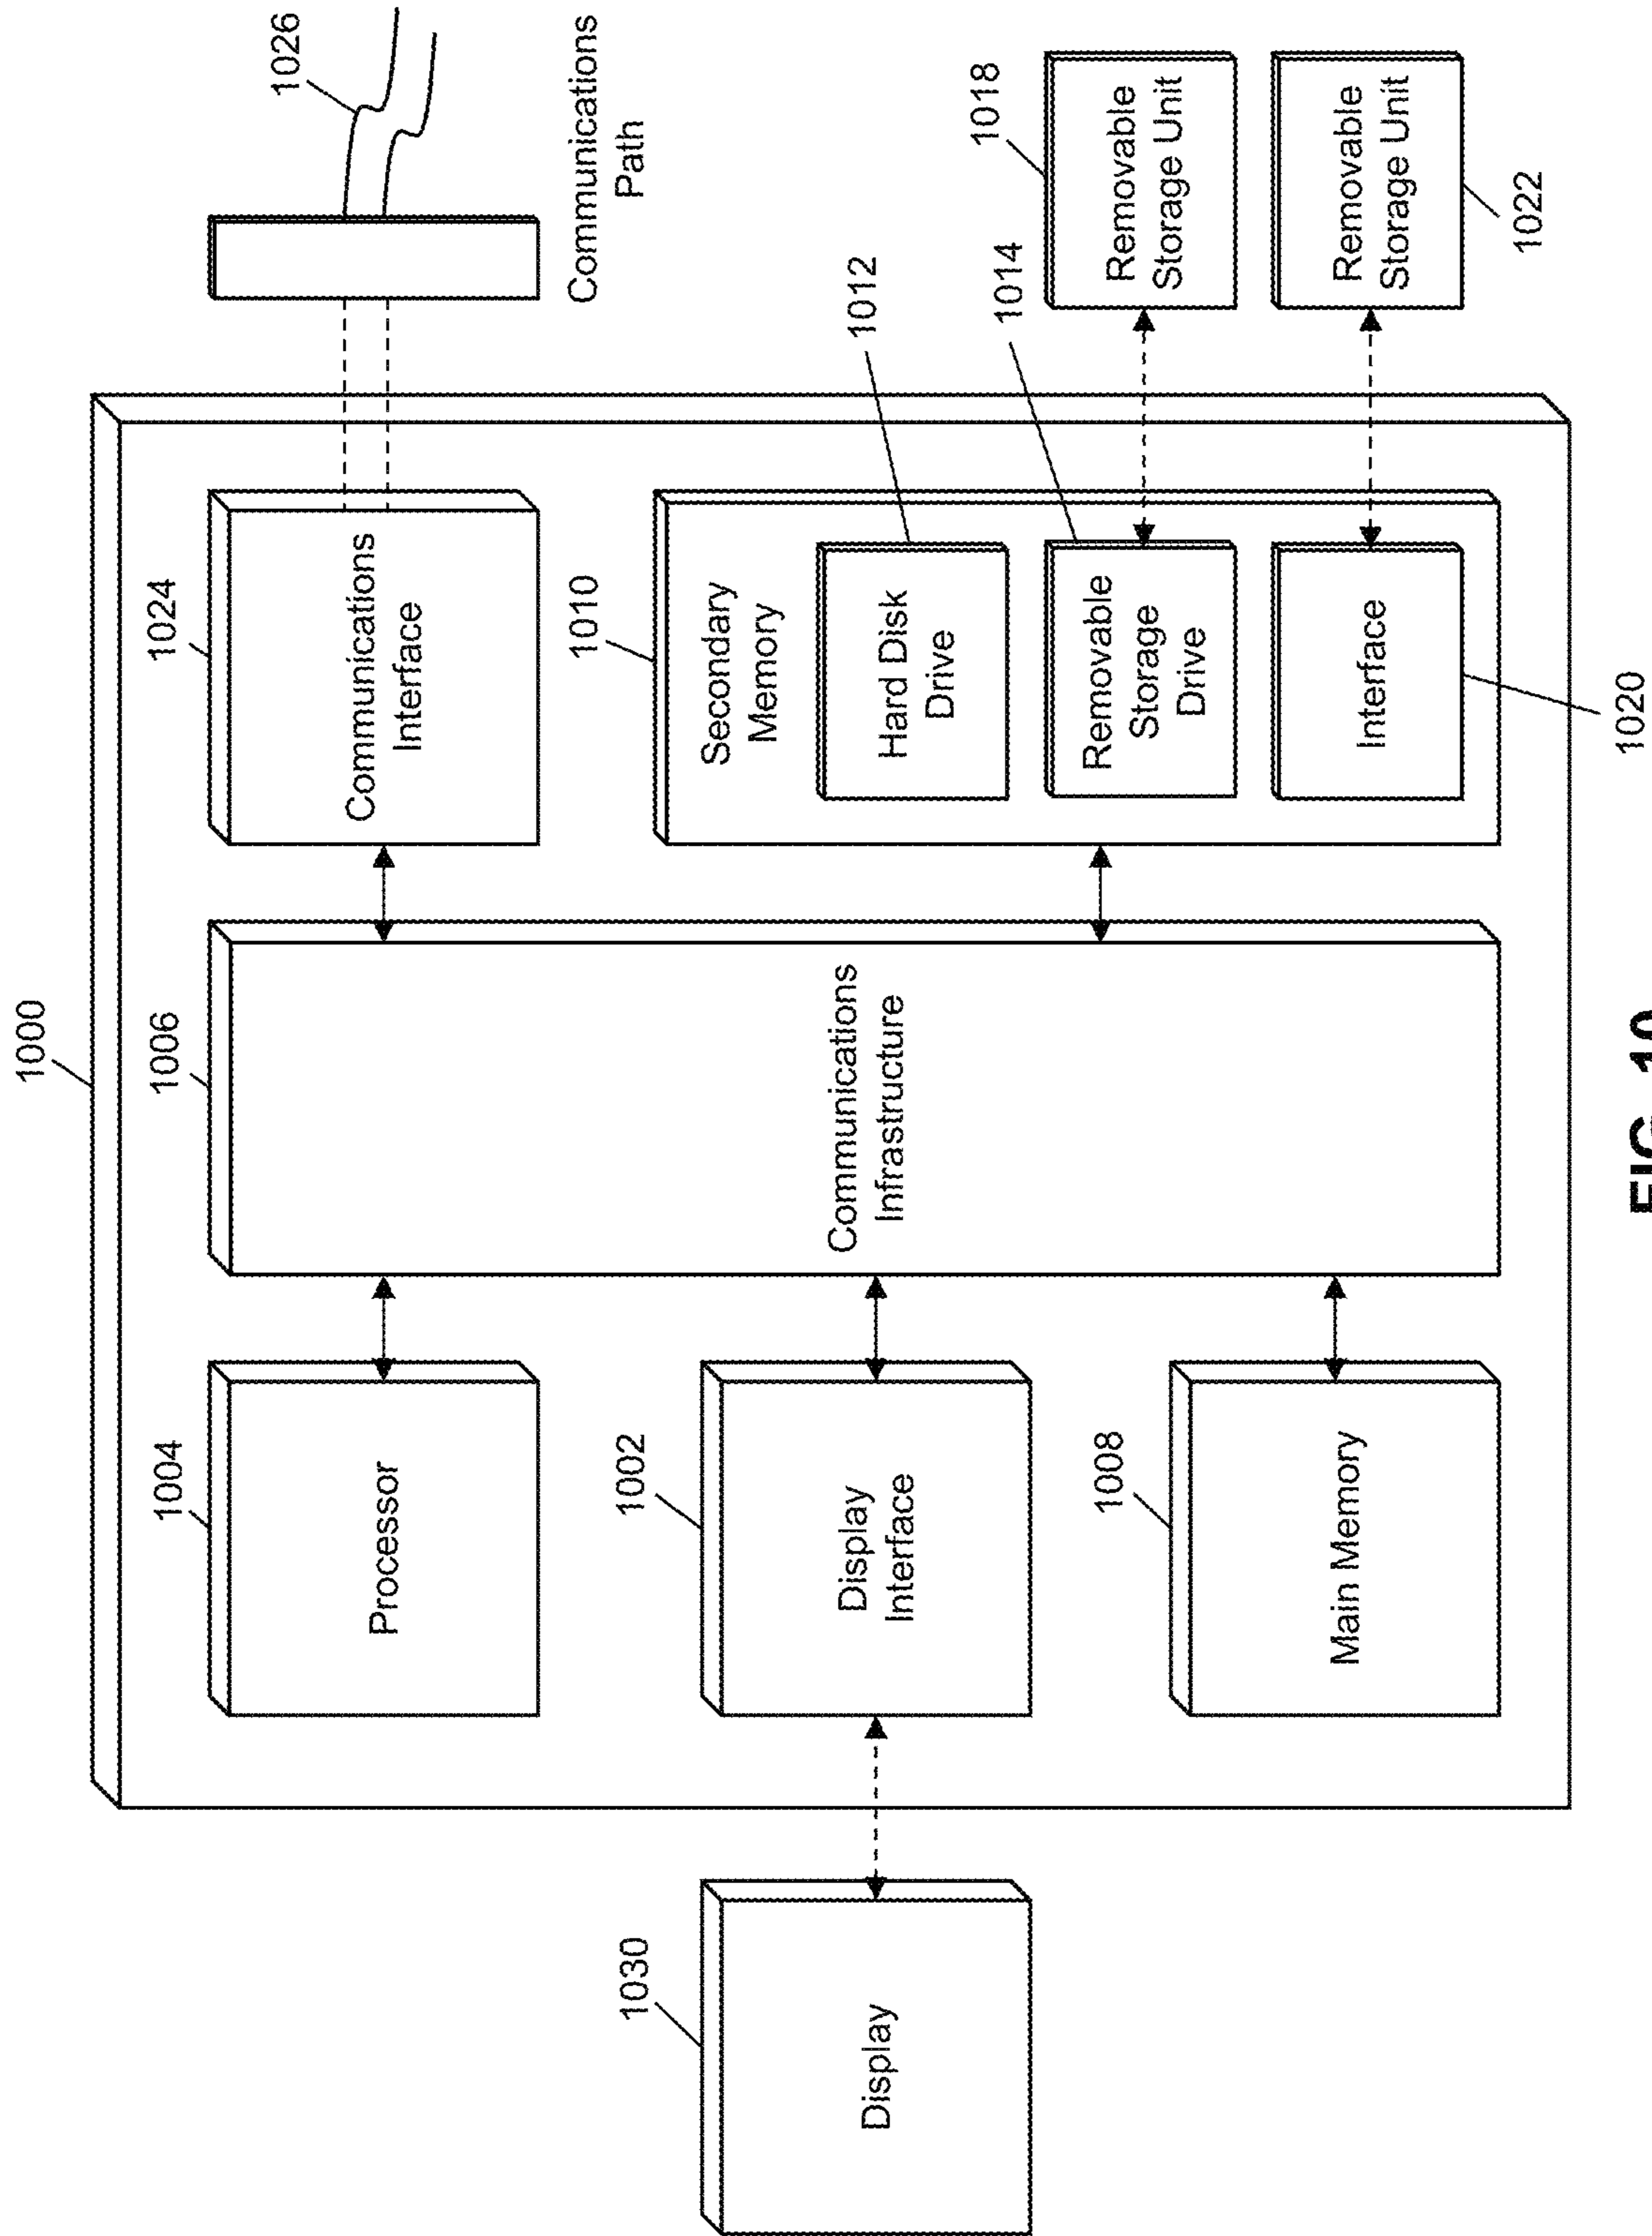 1000
1004
Processor
1006
Communications
Infrastructure
1024
Communications
Interface
1026
Communications
Path
1030
Display
1002
Display
Interface
1008
Main Memory
1010
Secondary
Memory
Hard Disk
Drive
1012
Removable
Storage
Drive
1014
Interface
1020
Removable
Storage Unit
1018
Removable
Storage Unit
1022
FIG. 10